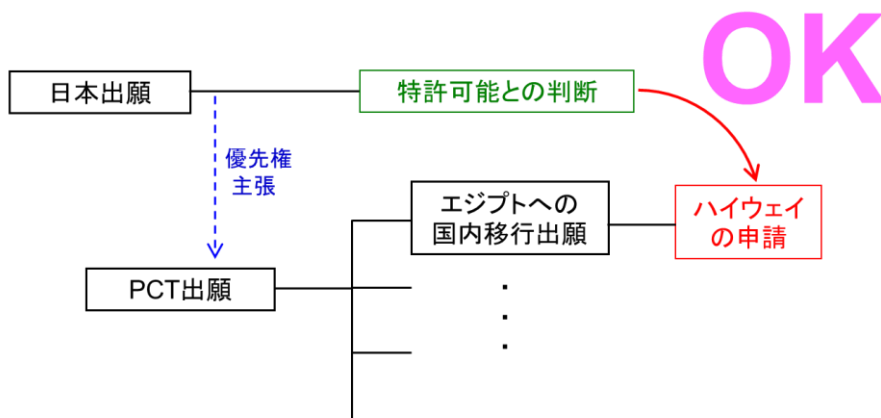 OK
日本出願
特許可能との判断
優先権
主張
エジプトへの
国内移行出願
ハイウェイ
の申請
PCT出願